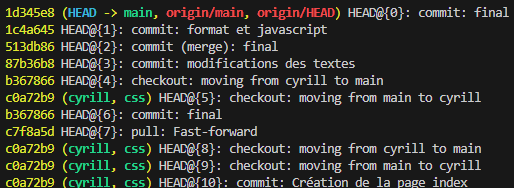 1d345e8 (HEAD -> main, origin/main, origin/HEAD) HEAD@{0}: commit: final
1c4a645 HEAD@{1}: commit: format et javascript
513db86 HEAD@{2}: commit (merge): final
87b36b8 HEAD@{3}: commit: modifications des textes
b367866 HEAD@{4}: checkout: moving from cyrill to main
c0a72b9 (cyrill, css) HEAD@{5}: checkout: moving from main to cyrill
b367866 HEAD@{6}: commit: final
c7f8a5d HEAD@{7}: pull: Fast-forward
c0a72b9 (cyrill, css) HEAD@{8}: checkout: moving from cyrill to main
c0a72b9 (cyrill, css) HEAD@{9}: checkout: moving from main to cyrill
c0a72b9 (cyrill, css) HEAD@{10}: commit: Création de la page index